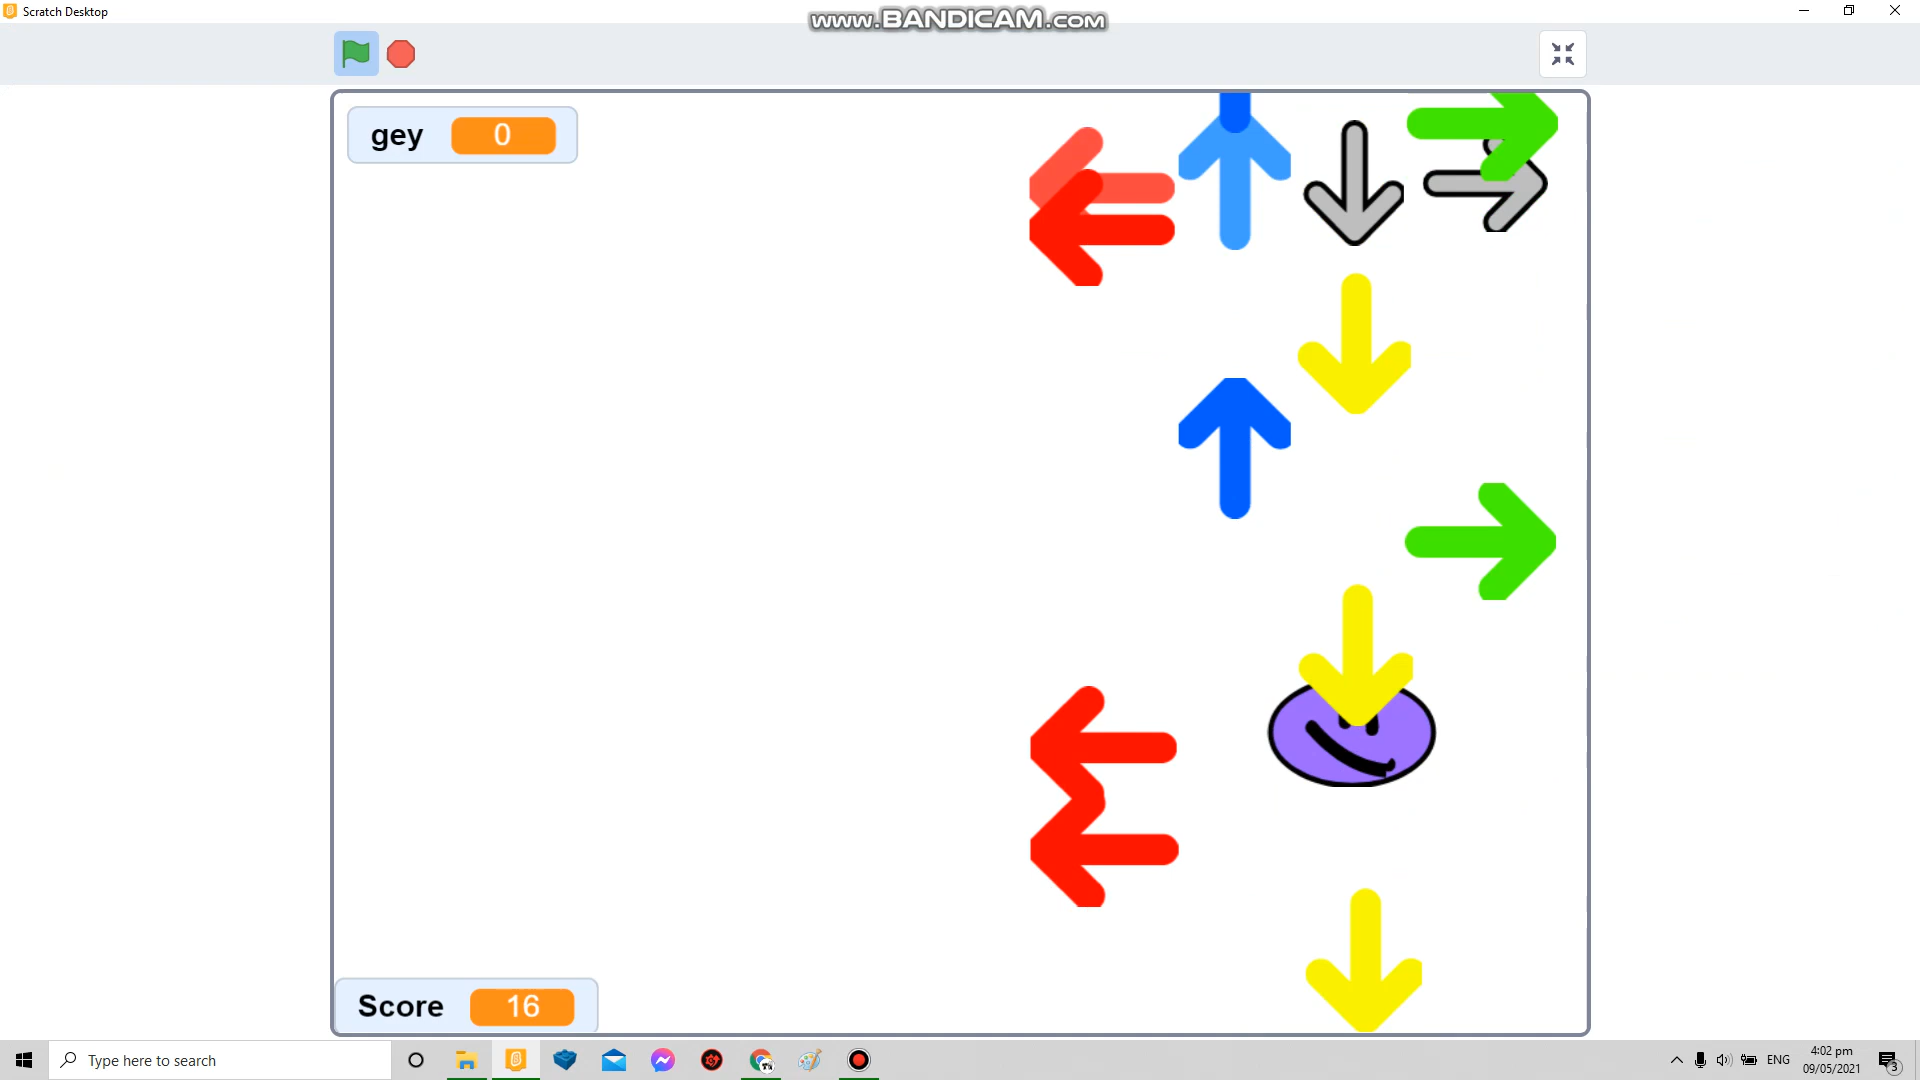 Scratch Desktop
www.BANDICAM.com
gey 0
Score 16
Type here to search
ENG
4:02 pm
09/05/2021
3